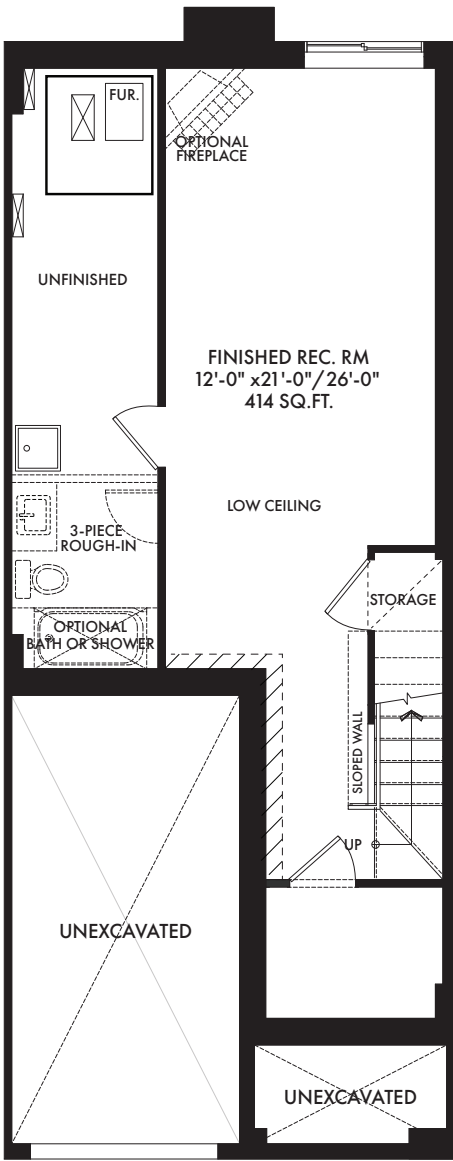 FUR.
OPTIONAL
FIREPLACE
UNFINISHED
FINISHED REC. RM
12'-0" x21'-0"/26'-0"
414 SQ.FT.
LOW CEILING
3-PIECE
ROUGH-IN
STORAGE
OPTIONAL
BATH OR SHOWER
SLOPED WALL
UP
UNEXCAVATED
UNEXCAVATED